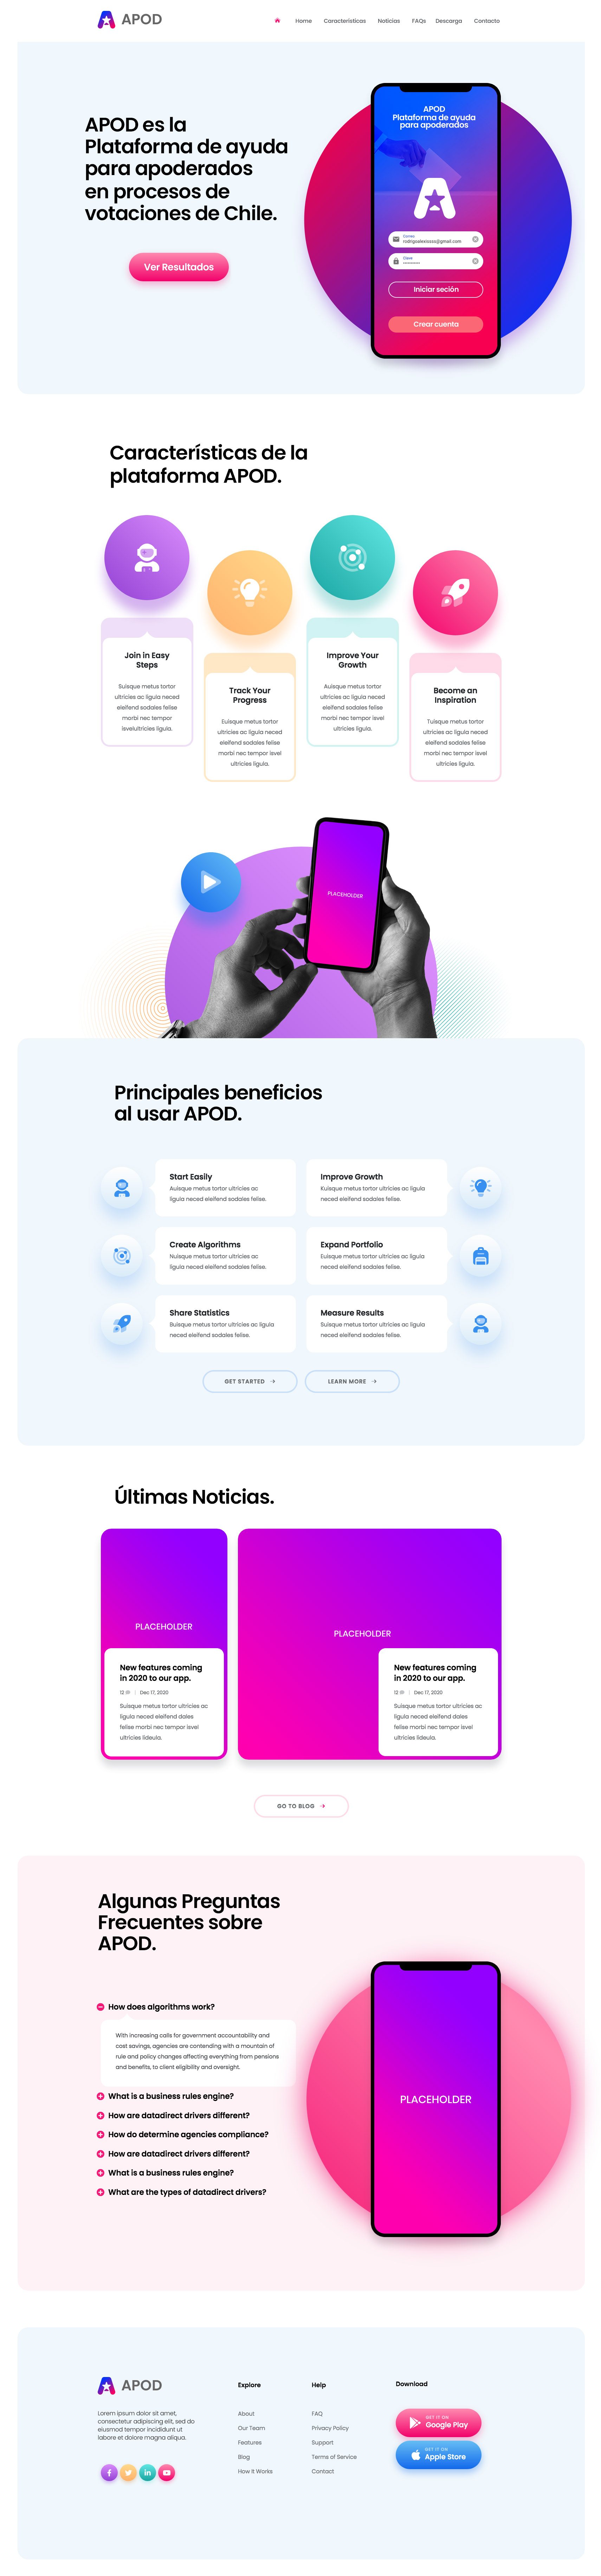 APOD
Home Características Noticias FAQs Descarga Contacto
APOD es la
Plataforma de ayuda
para apoderados
en procesos de
votaciones de Chile.
Ver Resultados
APOD
Plataforma de ayuda
para apoderados
Correo
Clave
Iniciar seción
Crear cuenta
Características de la
plataforma APOD.
Join in Easy
Steps
Suisque metus tortor
ultricies ac ligula neced
eleifend sodales felise
morbi nec tempor
isvelultricies ligula.
Track Your
Progress
Euisque metus tortor
ultricies ac ligula neced
eleifend sodales felise
morbi nec tempor isvel
ultricies ligula.
Improve Your
Growth
Auisque metus tortor
ultricies ac ligula neced
eleifend sodales felise
morbi nec tempor isvel
ultricies ligula.
Become an
Inspiration
Tuisque metus tortor
ultricies ac ligula neced
eleifend sodales felise
morbi nec tempor isvel
ultricies ligula.
PLACEHOLDER
Principales beneficios
al usar APOD.
Start Easily
Auisque metus tortor ultricies ac
ligula neced eleifend sodales felise.
Improve Growth
Kuisque metus tortor ultricies ac ligula
neced eleifend sodales felise.
Create Algorithms
Nuisque metus tortor ultricies ac
ligula neced eleifend sodales felise.
Expand Portfolio
Euisque metus tortor ultricies ac ligula
neced eleifend sodales felise.
Share Statistics
Buisque metus tortor ultricies ac ligula
neced eleifend sodales felise.
Measure Results
Suisque metus tortor ultricies ac ligula
neced eleifend sodales felise.
GET STARTED
LEARN MORE
Últimas Noticias.
PLACEHOLDER
New features coming
in 2020 to our app.
12 | Dec 17, 2020
Suisque metus tortor ultricies ac
ligula neced eleifend dales
felise morbi nec tempor isvel
ultricies lideula.
PLACEHOLDER
New features coming
in 2020 to our app.
12 | Dec 17, 2020
Suisque metus tortor ultricies ac
ligula neced eleifend dales
felise morbi nec tempor isvel
ultricies lideula.
GO TO BLOG
Algunas Preguntas
Frecuentes sobre
APOD.
How does algorithms work?
With increasing calls for government accountability and
cost savings, agencies are contending with a mountain of
rule and policy changes affecting everything from pensions
and benefits, to client eligibility and oversight.
What is a business rules engine?
How are datadirect drivers different?
How do determine agencies compliance?
How are datadirect drivers different?
What is a business rules engine?
What are the types of datadirect drivers?
PLACEHOLDER
APOD
Lorem ipsum dolor sit amet,
consectetur adipiscing elit, sed do
eiusmod tempor incididunt ut
labore et dolore magna aliqua.
Explore
About
Our Team
Features
Blog
How It Works
Help
FAQ
Privacy Policy
Support
Terms of Service
Contact
Download
GET IT ON
Google Play
GET IT ON
Apple Store